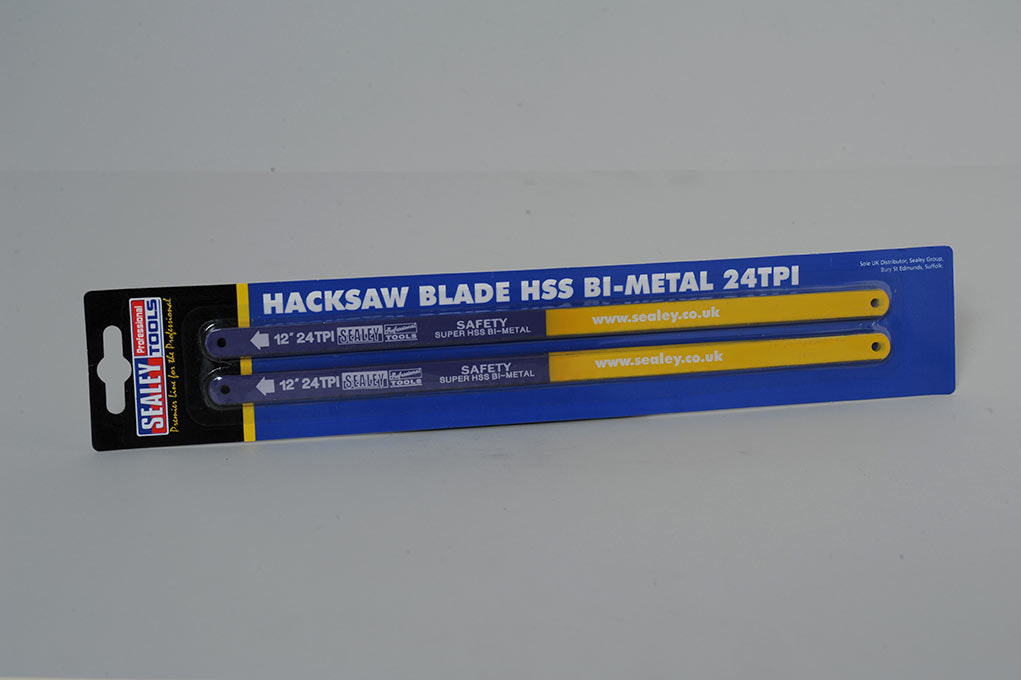 SEALEY
Professional
TOOLS
Premier Line for the Professional
HACKSAW BLADE HSS BI-METAL 24TPI
Sole UK Distributor, Sealey Group,
Bury St Edmunds, Suffolk.
12" 24TPI SEALEY Professional TOOLS
SAFETY
SUPER HSS BI-METAL
www.sealey.co.uk
12" 24TPI SEALEY Professional TOOLS
SAFETY
SUPER HSS BI-METAL
www.sealey.co.uk